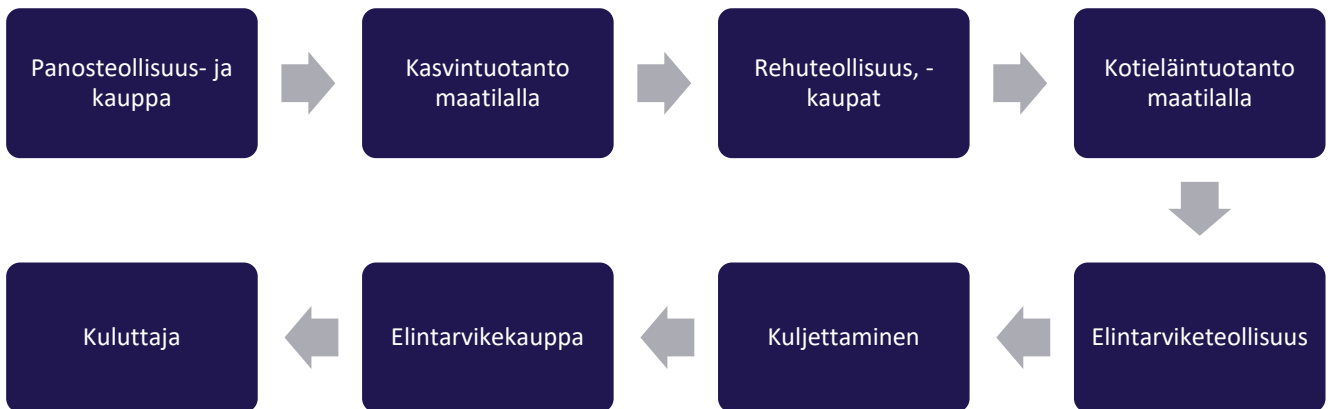 Panosteollisuus- ja
kauppa
Kasvintuotanto
maatilalla
Rehuteollisuus, -
kaupat
Kotieläintuotanto
maatilalla
Elintarviketeollisuus
Kuljettaminen
Elintarvikekauppa
Kuluttaja